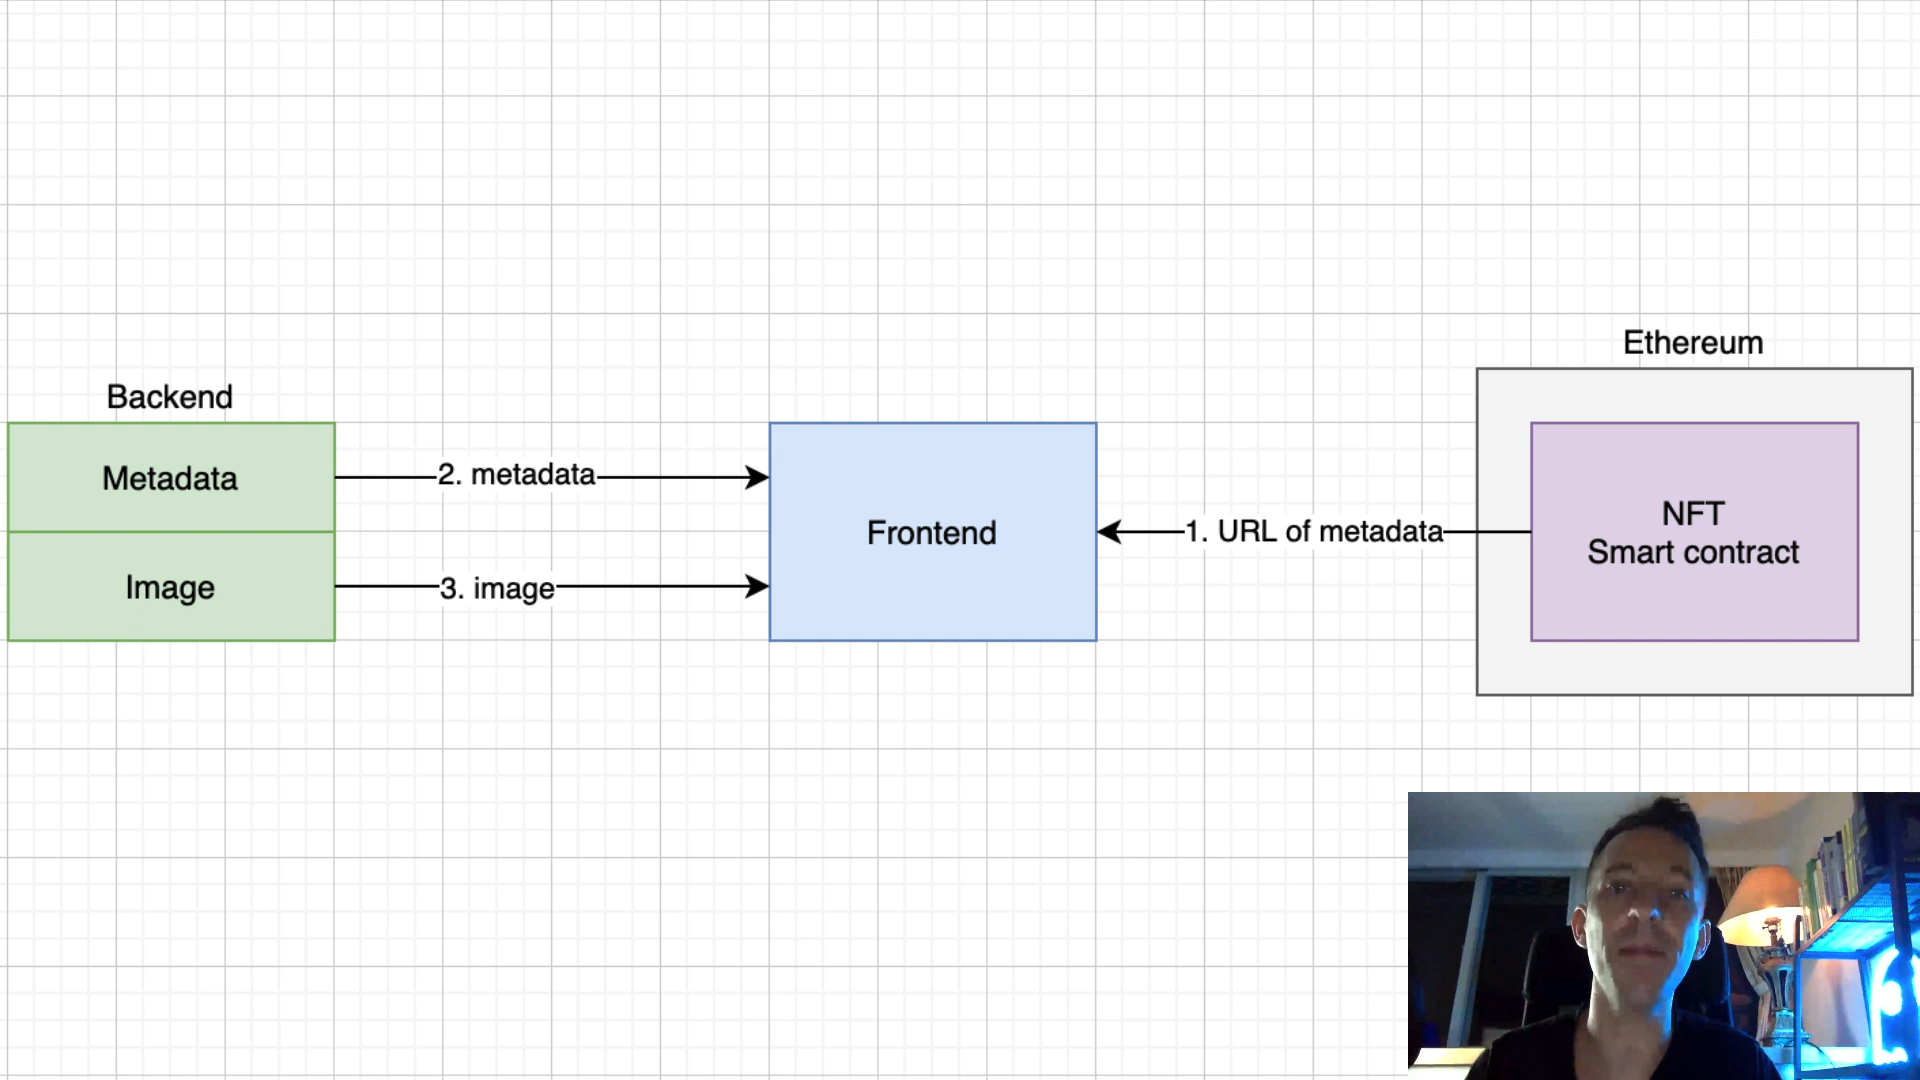 Ethereum
Backend
Metadata
2. metadata
Image
3. image
Frontend
1. URL of metadata
NFT
Smart contract